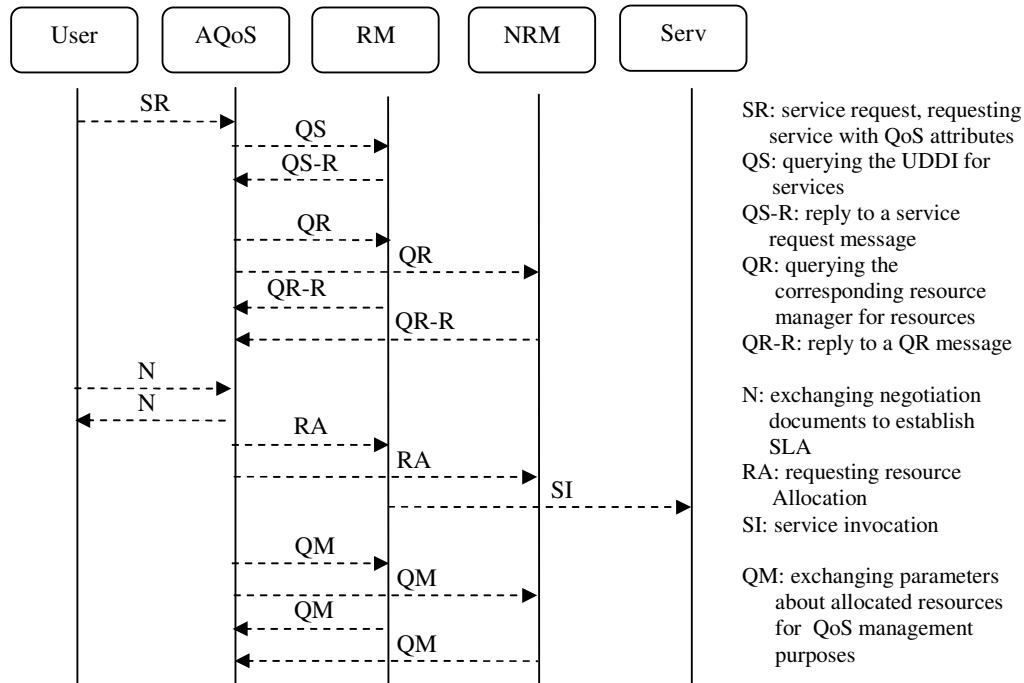 User
AQoS
RM
NRM
Serv
SR
QS
QS-R
QR
QR
QR-R
QR-R
N
N
RA
RA
SI
QM
QM
QM
QM
SR: service request, requesting
service with QoS attributes
QS: querying the UDDI for
services
QS-R: reply to a service
request message
QR: querying the
corresponding resource
manager for resources
QR-R: reply to a QR message
N: exchanging negotiation
documents to establish
SLA
RA: requesting resource
Allocation
SI: service invocation
QM: exchanging parameters
about allocated resources
for QoS management
purposes